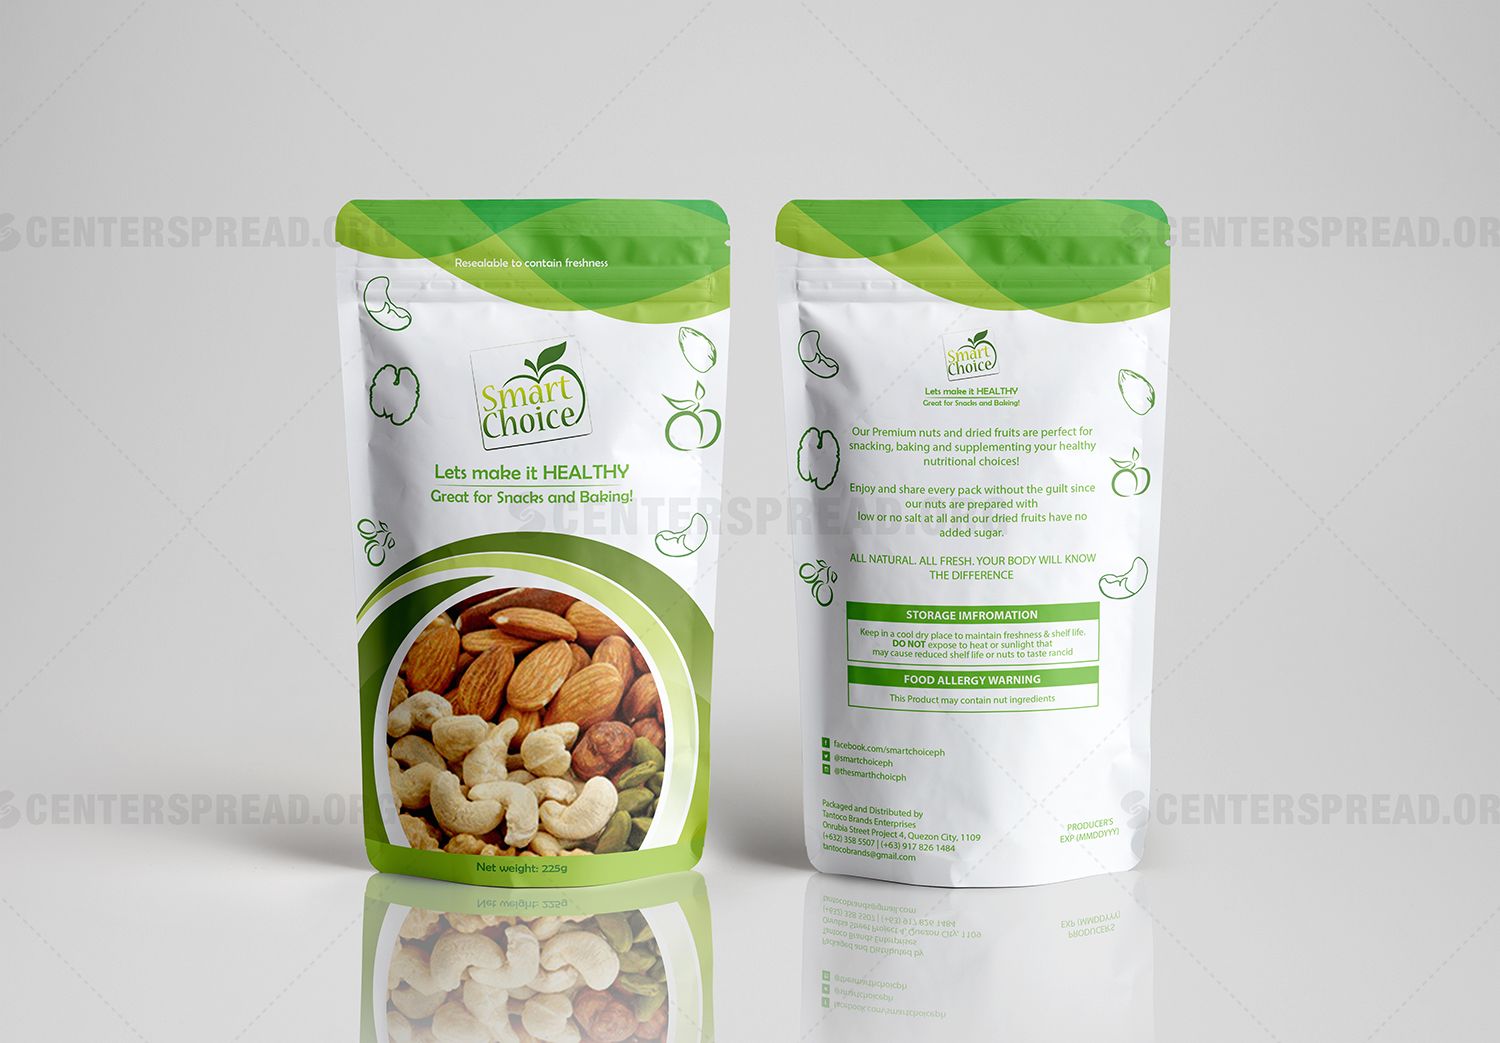 Resealable to contain freshness
Smart
Choice
Lets make it HEALTHY
Great for Snacks and Baking!
Net weight: 225g
Smart
Choice
Lets make it HEALTHY
Great for Snacks and Baking!
Our Premium nuts and dried fruits are perfect for
snacking, baking and supplementing your healthy
nutritional choices!
Enjoy and share every pack without the guilt since
our nuts are prepared with
low or no salt at all and our dried fruits have no
added sugar.
ALL NATURAL. ALL FRESH. YOUR BODY WILL KNOW
THE DIFFERENCE
STORAGE IMFROMATION
Keep in a cool dry place to maintain freshness & shelf life.
DO NOT expose to heat or sunlight that
may cause reduced shelf life or nuts to taste rancid
FOOD ALLERGY WARNING
This Product may contain nut ingredients
facebook.com/smartchoiceph
@smartchoiceph
@thesmarthchoicph
Packaged and Distributed by
Tantoco Brands Enterprises
Onrubia Street Project 4, Quezon City, 1109
(+632) 358 5507 | (+63) 917 826 1484
tantocobrands@gmail.com
PRODUCER'S
EXP (MMDDYYY)
CENTERSPREAD.ORG
CENTERSPREAD.ORG
CENTERSPREAD.ORG
CENTERSPREAD.ORG
CENTERSPREAD.ORG